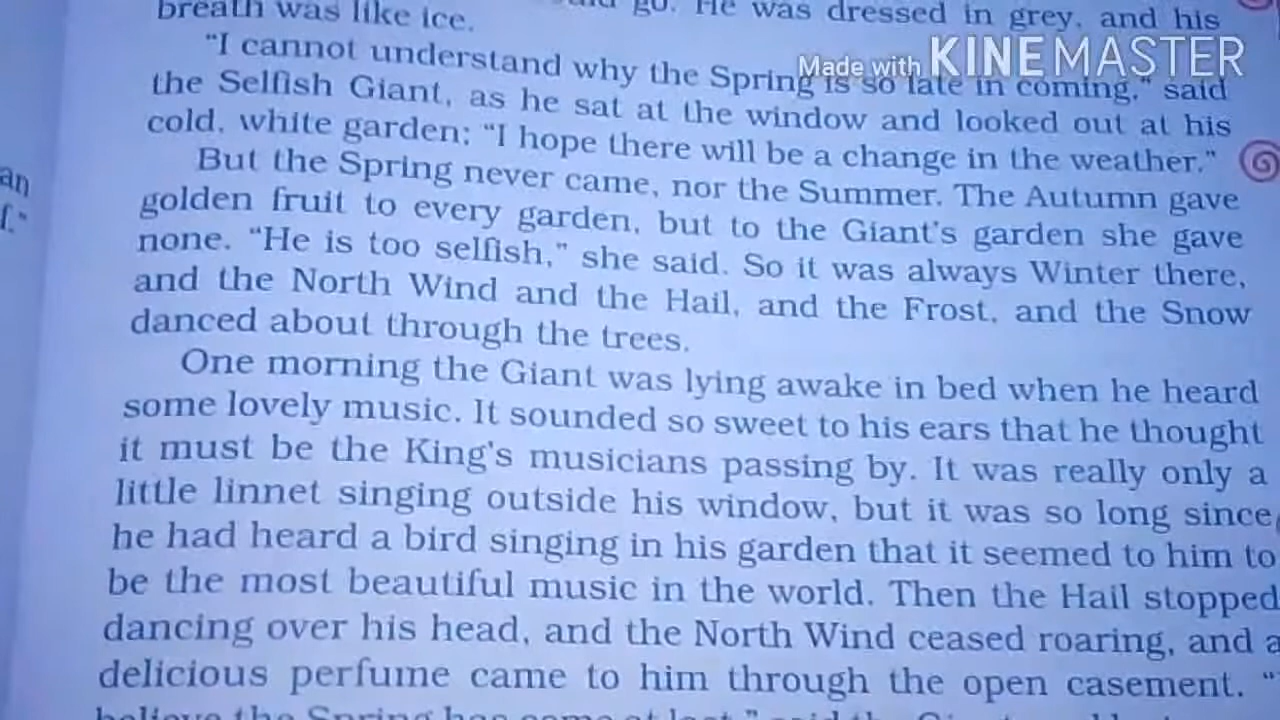 breath was like ice.
go. He was dressed in grey, and his
"I cannot understand why the Spring is so late in coming," said
the Selfish Giant, as he sat at the window and looked out at his
cold, white garden; "I hope there will be a change in the weather."
But the Spring never came, nor the Summer. The Autumn gave
golden fruit to every garden, but to the Giant's garden she gave
none. "He is too selfish," she said. So it was always Winter there,
and the North Wind and the Hail, and the Frost, and the Snow
danced about through the trees.
One morning the Giant was lying awake in bed when he heard
some lovely music. It sounded so sweet to his ears that he thought
it must be the King's musicians passing by. It was really only a
little linnet singing outside his window, but it was so long since
he had heard a bird singing in his garden that it seemed to him to
be the most beautiful music in the world. Then the Hail stopped
dancing over his head, and the North Wind ceased roaring, and a
delicious perfume came to him through the open casement. "
believe the Spring has come at last," said the
an
f."
Made with KINEMASTER